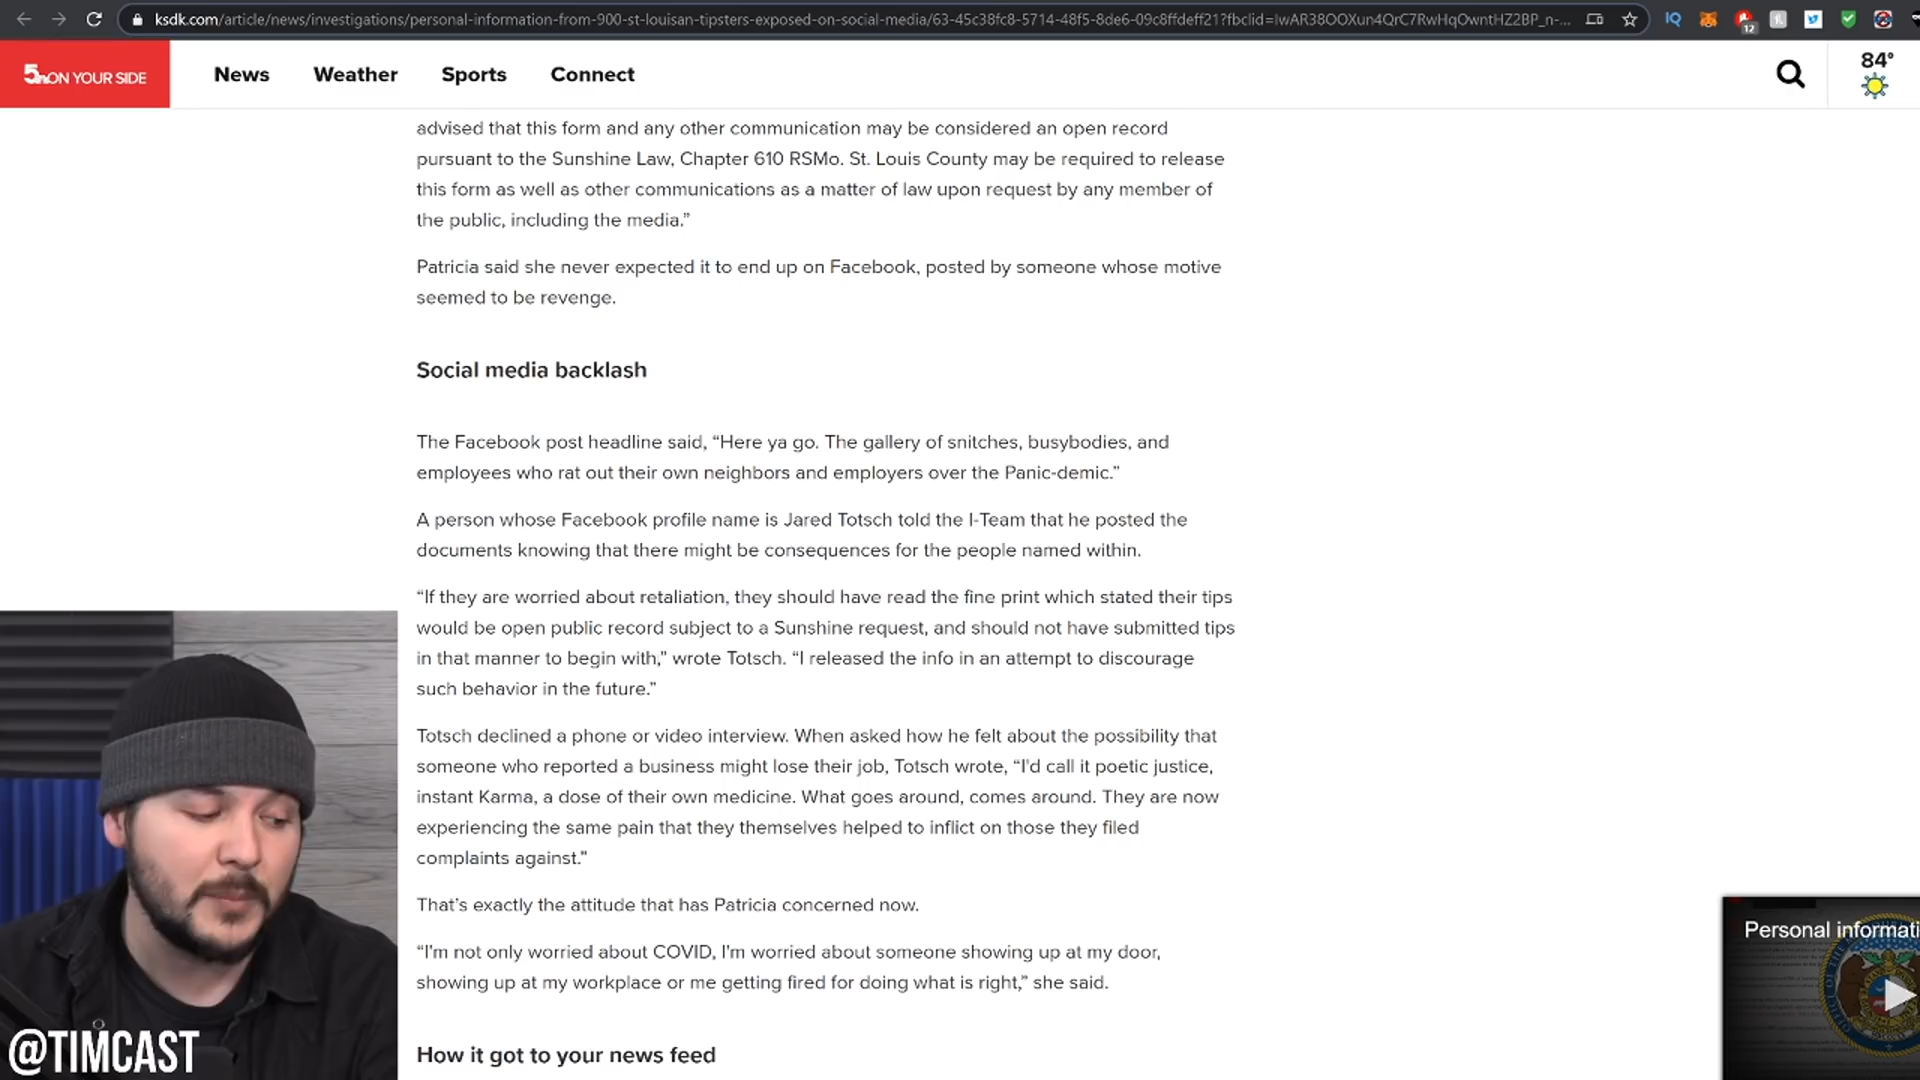 ksdk.com/article/news/investigations/personal-information-from-900-st-louisan-tipsters-exposed-on-social-media/63-45c38fc8-5714-48f5-8de6-09c8ffdeff21?fbclid=IwAR38OOXun4QrC7RwHqOwntHZ2BP_n-...
IQ
12
5 ON YOUR SIDE
News
Weather
Sports
Connect
84°
advised that this form and any other communication may be considered an open record
pursuant to the Sunshine Law, Chapter 610 RSMo. St. Louis County may be required to release
this form as well as other communications as a matter of law upon request by any member of
the public, including the media.”
Patricia said she never expected it to end up on Facebook, posted by someone whose motive
seemed to be revenge.
Social media backlash
The Facebook post headline said, “Here ya go. The gallery of snitches, busybodies, and
employees who rat out their own neighbors and employers over the Panic-demic.”
A person whose Facebook profile name is Jared Totsch told the I-Team that he posted the
documents knowing that there might be consequences for the people named within.
“If they are worried about retaliation, they should have read the fine print which stated their tips
would be open public record subject to a Sunshine request, and should not have submitted tips
in that manner to begin with,” wrote Totsch. “I released the info in an attempt to discourage
such behavior in the future.”
Totsch declined a phone or video interview. When asked how he felt about the possibility that
someone who reported a business might lose their job, Totsch wrote, “I'd call it poetic justice,
instant Karma, a dose of their own medicine. What goes around, comes around. They are now
experiencing the same pain that they themselves helped to inflict on those they filed
complaints against.”
That’s exactly the attitude that has Patricia concerned now.
“I’m not only worried about COVID, I’m worried about someone showing up at my door,
showing up at my workplace or me getting fired for doing what is right,” she said.
How it got to your news feed
Personal informati
@TIMCAST